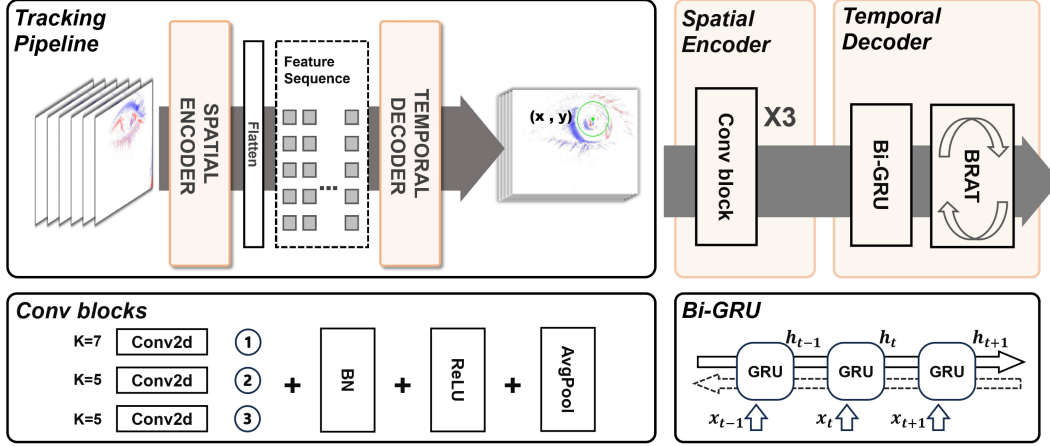 Tracking
Pipeline
SPATIAL
ENCODER
Flatten
Feature
Sequence
...
TEMPORAL
DECODER
(x , y)
Spatial
Encoder
Conv block
X3
Temporal
Decoder
Bi-GRU
BRAT
Conv blocks
K=7 Conv2d 1
K=5 Conv2d 2
K=5 Conv2d 3
+ BN + ReLU + AvgPool
Bi-GRU
h_{t-1} h_t h_{t+1}
GRU GRU GRU
x_{t-1} x_t x_{t+1}